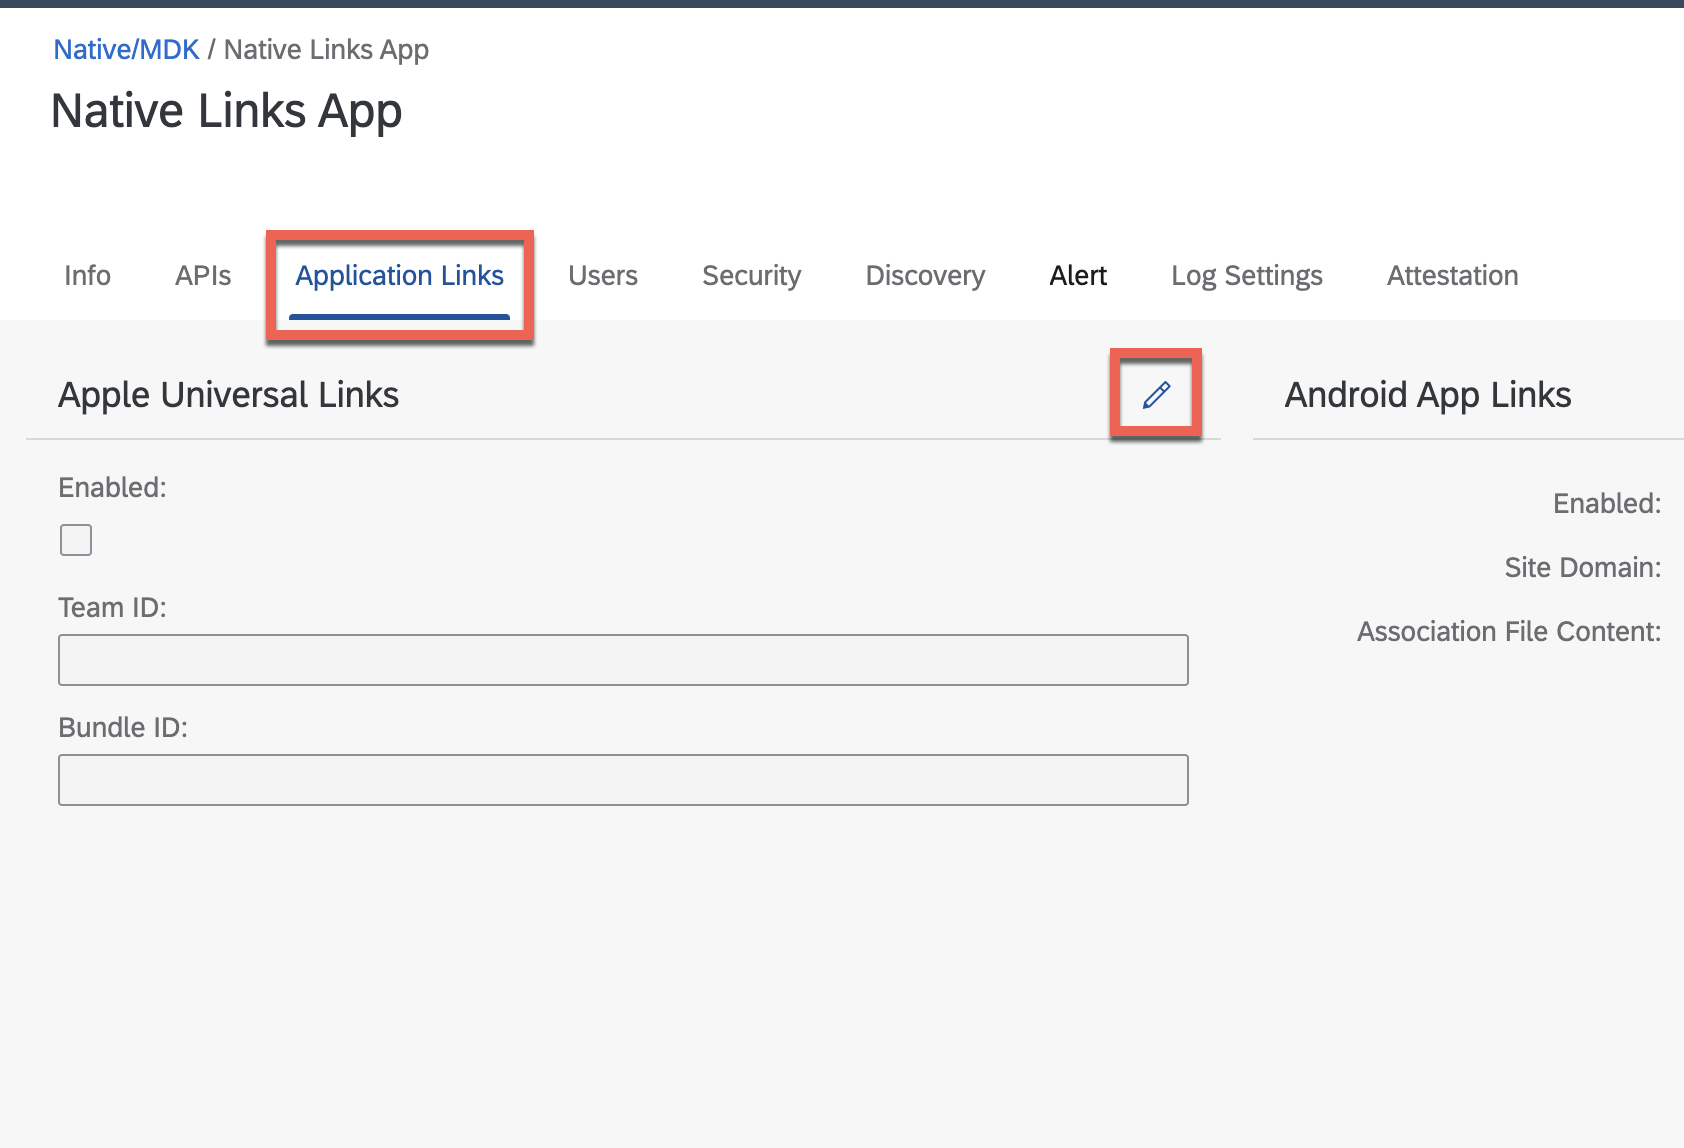 Native/MDK / Native Links App
Native Links App
Info APIs Application Links Users Security Discovery Alert Log Settings Attestation
Apple Universal Links
Enabled:
Team ID:
Bundle ID:
Android App Links
Enabled:
Site Domain:
Association File Content: